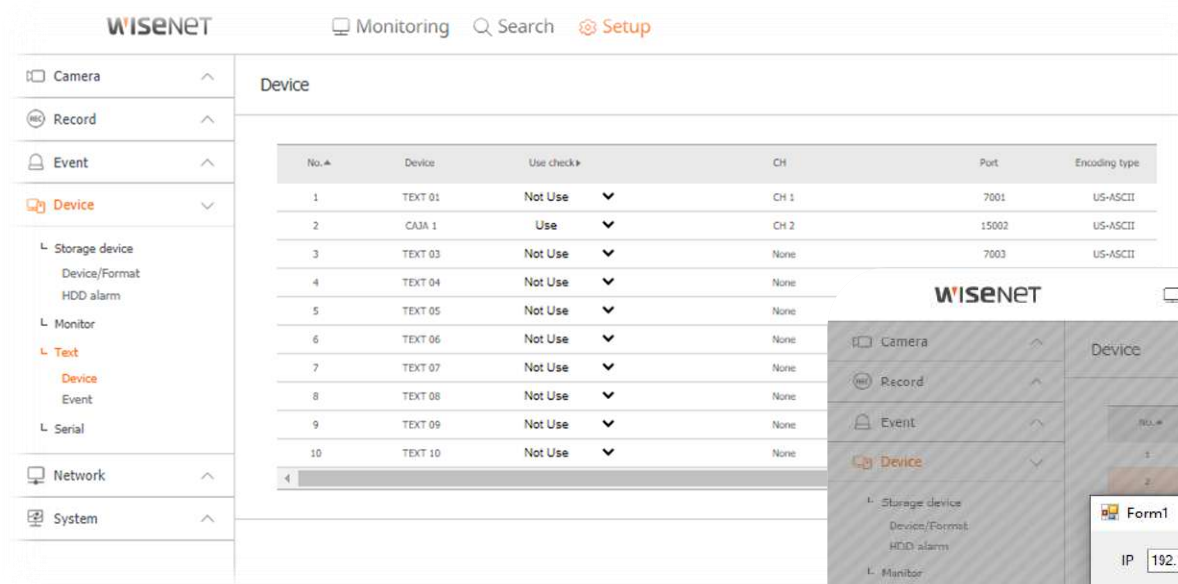 WISENET
Monitoring Search Setup
Camera
Record
Event
Device
Storage device
Device/Format
HDD alarm
Monitor
Text
Device
Event
Serial
Network
System
Device
No. Device Use check CH Port Encoding type
1 TEXT 01 Not Use CH 1 7001 US-ASCII
2 CAJA 1 Use CH 2 15002 US-ASCII
3 TEXT 03 Not Use None 7003 US-ASCII
4 TEXT 04 Not Use None
5 TEXT 05 Not Use None
6 TEXT 06 Not Use None
7 TEXT 07 Not Use None
8 TEXT 08 Not Use None
9 TEXT 09 Not Use None
10 TEXT 10 Not Use None
WISENET
Camera
Record
Event
Device
Storage device
Device/Format
HDD alarm
Monitor
Device
No.
1
2
Form1
IP 192.